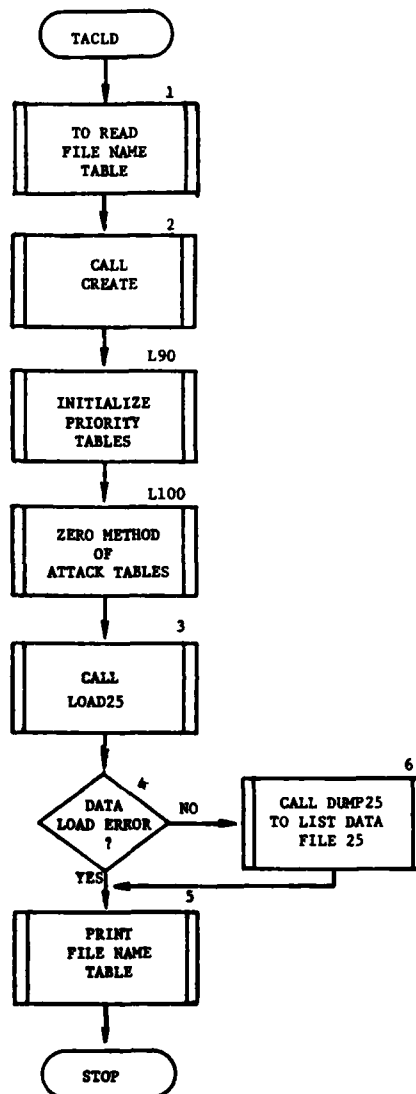 TACLD
1
TO READ
FILE NAME
TABLE
2
CALL
CREATE
L90
INITIALIZE
PRIORITY
TABLES
L100
ZERO METHOD
OF
ATTACK TABLES
3
CALL
LOAD25
4
DATA
LOAD ERROR
?
NO
YES
6
CALL DUMP25
TO LIST DATA
FILE 25
5
PRINT
FILE NAME
TABLE
STOP